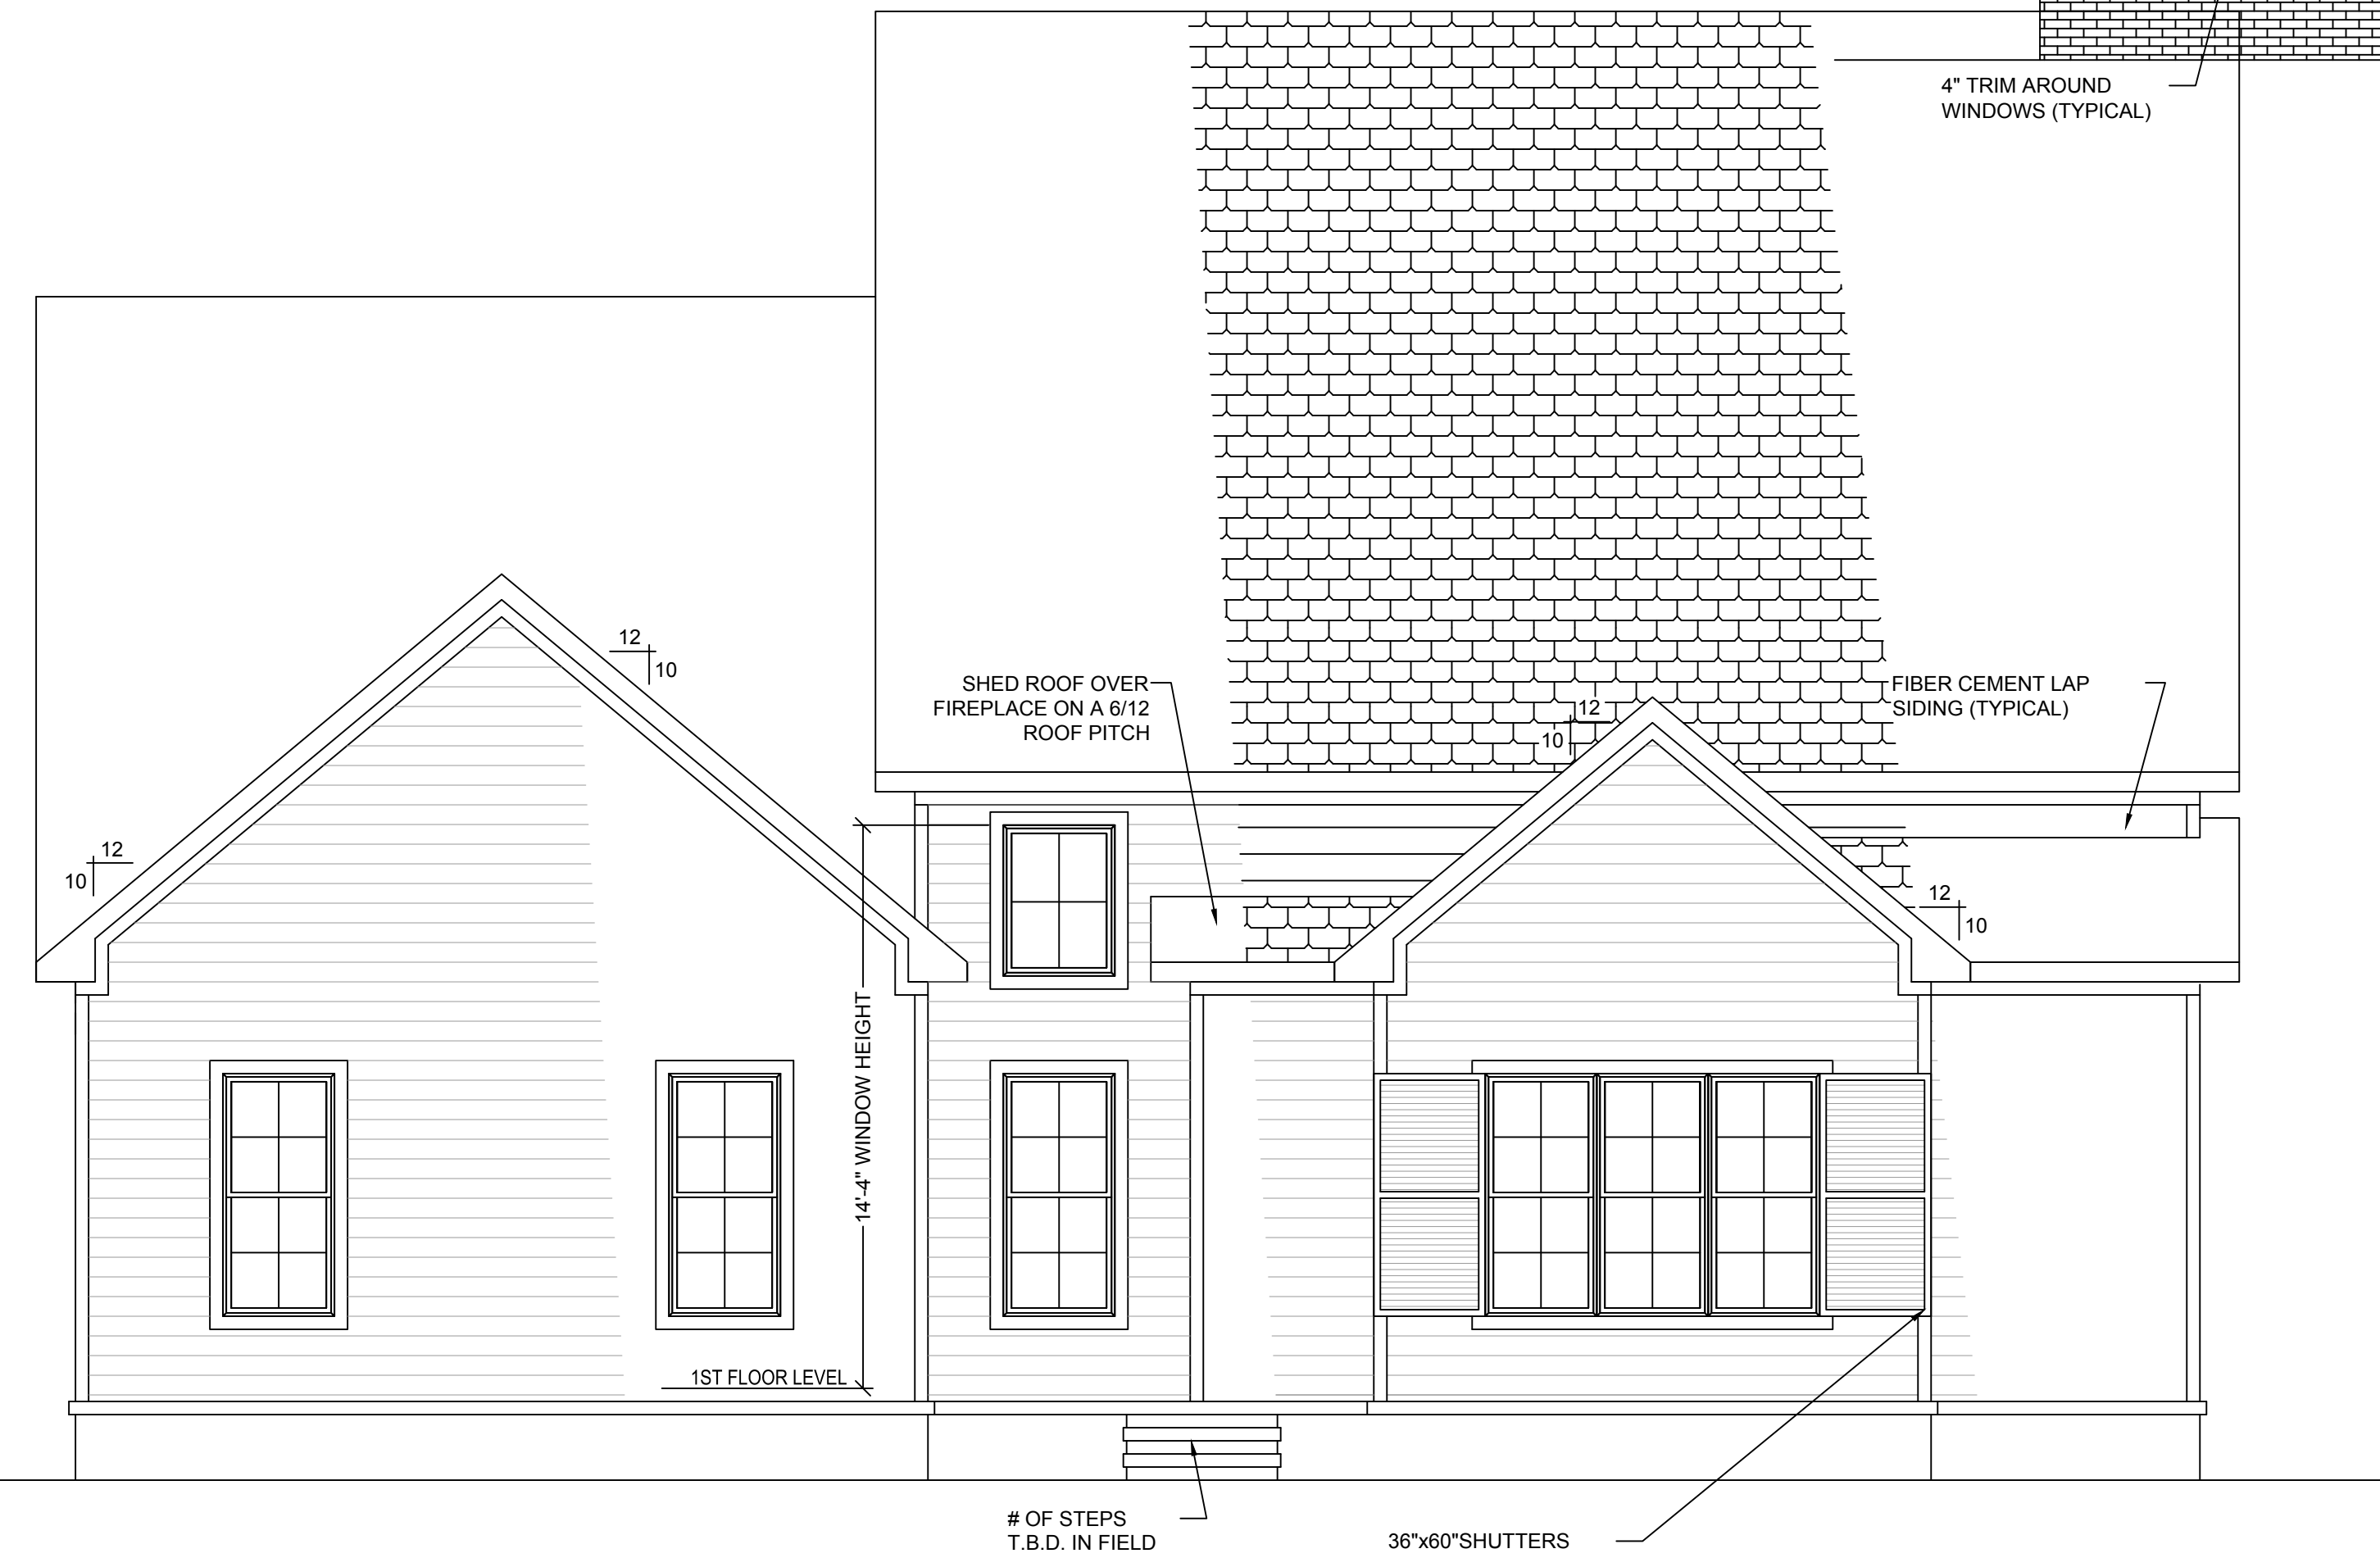 4" TRIM AROUND
WINDOWS (TYPICAL)
12
10
SHED ROOF OVER
FIREPLACE ON A 6/12
ROOF PITCH
12
10
FIBER CEMENT LAP
SIDING (TYPICAL)
12
10
12
10
14'-4" WINDOW HEIGHT
1ST FLOOR LEVEL
# OF STEPS
T.B.D. IN FIELD
36"x60"SHUTTERS